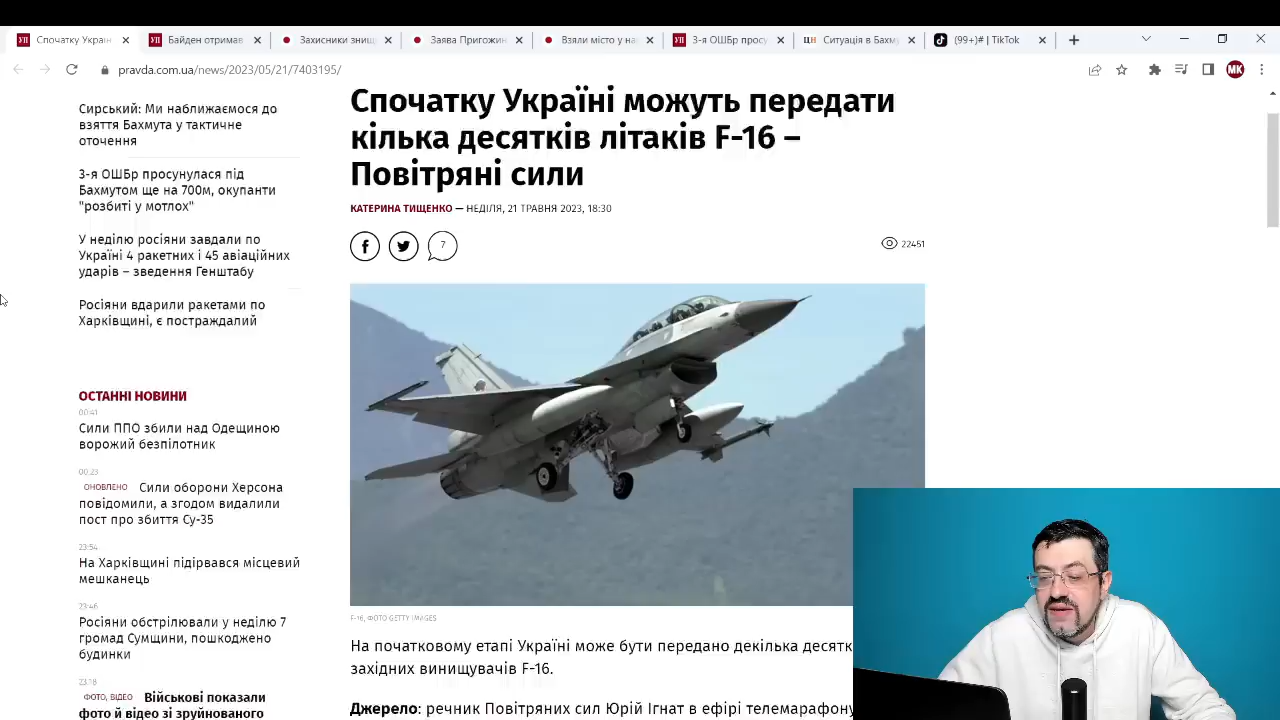 Спочатку Украін
Байден отримав
Захисники знищ
Заява Пригожин
Взяли місто у на
3-я ОШБр просу
Ситуація в Бахму
(99+)# | TikTok
pravda.com.ua/news/2023/05/21/7403195/
MK
Сирський: Ми наближаємося до
взяття Бахмута у тактичне
оточення
3-я ОШБр просунулася під
Бахмутом ще на 700м, окупанти
"розбиті у мотлох"
У неділю росіяни завдали по
Україні 4 ракетних і 45 авіаційних
ударів – зведення Генштабу
Росіяни вдарили ракетами по
Харківщині, є постраждалий
ОСТАННІ НОВИНИ
00:41
Сили ППО збили над Одещиною
ворожий безпілотник
00:23
ОНОВЛЕНО Сили оборони Херсона
повідомили, а згодом видалили
пост про збиття Су-35
23:54
На Харківщині підірвався місцевий
мешканець
23:46
Росіяни обстрілювали у неділю 7
громад Сумщини, пошкоджено
будинки
23:18
ФОТО, ВІДЕО Військові показали
фото й відео зі зруйнованого
Спочатку Україні можуть передати
кілька десятків літаків F-16 –
Повітряні сили
КАТЕРИНА ТИЩЕНКО — НЕДІЛЯ, 21 ТРАВНЯ 2023, 18:30
7
22451
F-16, ФОТО GETTY IMAGES
На початковому етапі Україні може бути передано декілька десятк
західних винищувачів F-16.
Джерело: речник Повітряних сил Юрій Ігнат в ефірі телемарафону